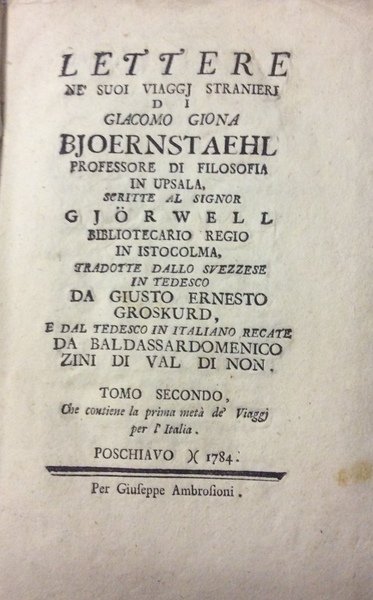 LETTERE
NE' SUOI VIAGGJ STRANIERI
DI
GIACOMO GIONA
BJOERNSTAEHL
PROFESSORE DI FILOSOFIA
IN UPSALA,
SCRITTE AL SIGNOR
GJÖRWELL
BIBLIOTECARIO REGIO
IN ISTOCOLMA,
TRADOTTE DALLO SVEZZESE
IN TEDESCO
DA GIUSTO ERNESTO
GROSKURD,
E DAL TEDESCO IN ITALIANO RECATE
DA BALDASSARDOMENICO
ZINI DI VAL DI NON.
TOMO SECONDO,
Che contiene la prima metà de' Viaggj
per l'Italia.
POSCHIAVO )( 1784.
Per Giuſeppe Ambroſioni.